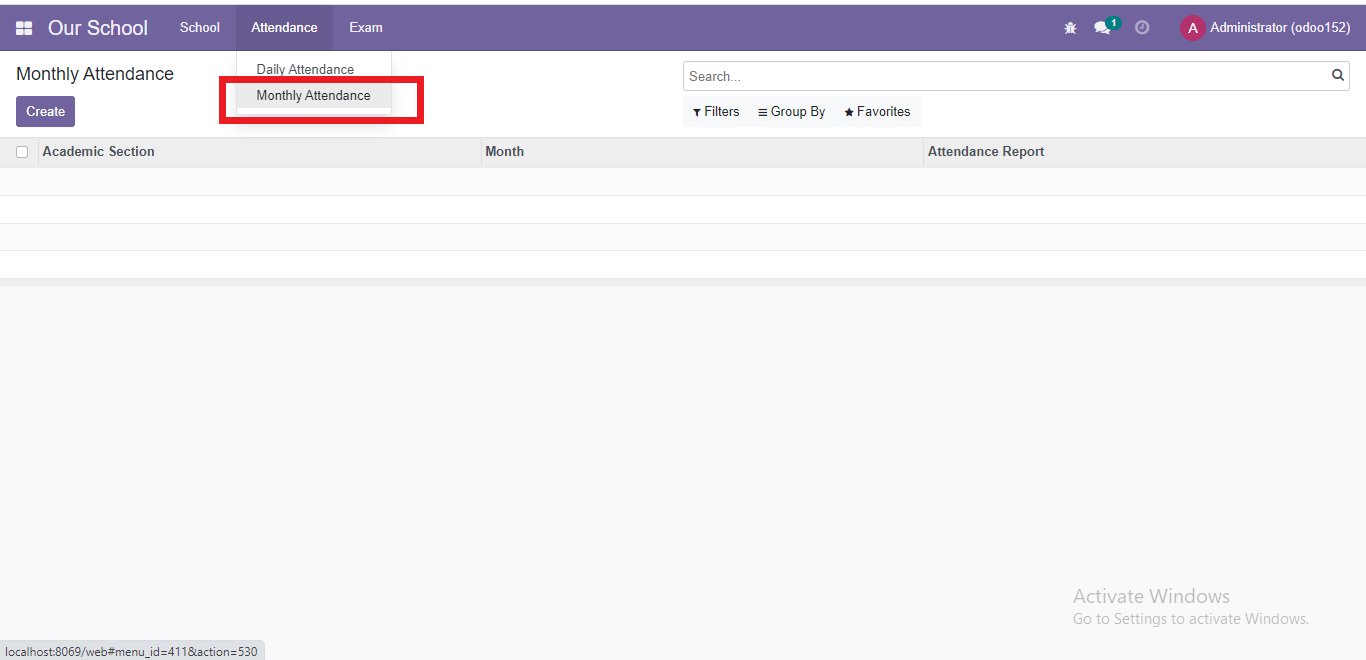 Our School School Attendance Exam 1 A Administrator (odoo152)
Daily Attendance
Monthly Attendance
Monthly Attendance
Search...
Create
Filters Group By Favorites
Academic Section Month Attendance Report
Activate Windows
Go to Settings to activate Windows.
localhost:8069/web#menu_id=411&action=530